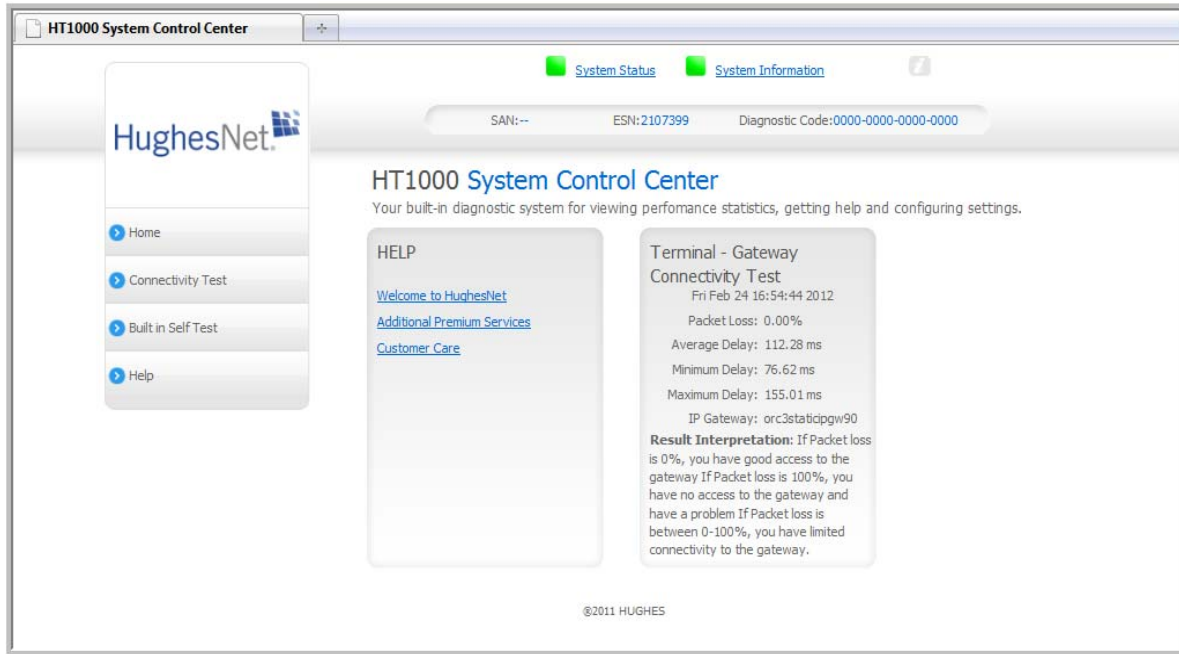 HT1000 System Control Center
System Status
System Information
i
SAN:--
ESN:2107399
Diagnostic Code:0000-0000-0000-0000
HughesNet.
Home
Connectivity Test
Built in Self Test
Help
HT1000 System Control Center
Your built-in diagnostic system for viewing perfomance statistics, getting help and configuring settings.
HELP
Welcome to HughesNet
Additional Premium Services
Customer Care
Terminal - Gateway
Connectivity Test
Fri Feb 24 16:54:44 2012
Packet Loss: 0.00%
Average Delay: 112.28 ms
Minimum Delay: 76.62 ms
Maximum Delay: 155.01 ms
IP Gateway: orc3staticipgw90
Result Interpretation: If Packet loss
is 0%, you have good access to the
gateway If Packet loss is 100%, you
have no access to the gateway and
have a problem If Packet loss is
between 0-100%, you have limited
connectivity to the gateway.
©2011 HUGHES